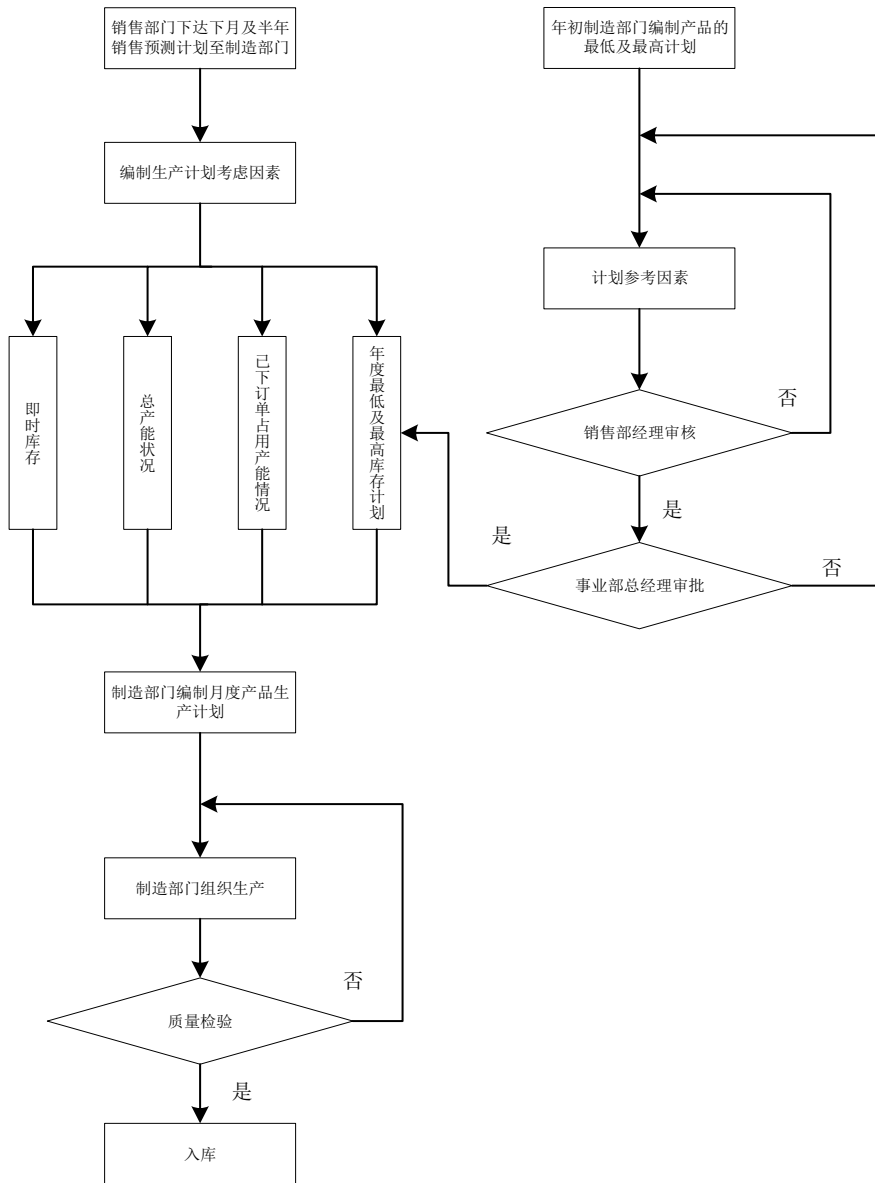 销售部门下达下月及半年
销售预测计划至制造部门
年初制造部门编制产品的
最低及最高计划
编制生产计划考虑因素
计划参考因素
即时库存
总产能状况
已下订单占用产能情况
年度最低及最高库存计划
否
销售部经理审核
是
是
事业部总经理审批
否
制造部门编制月度产品生
产计划
制造部门组织生产
否
质量检验
是
入库